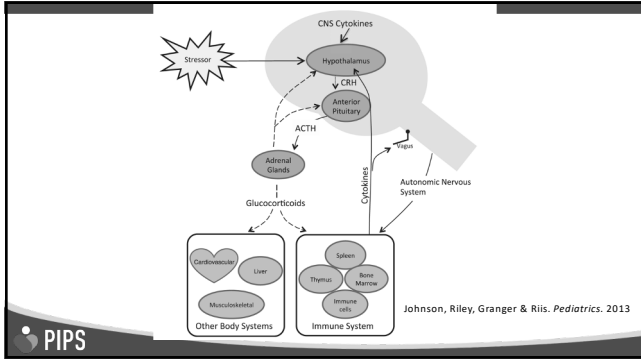 CNS Cytokines
Stressor
Hypothalamus
CRH
Anterior
Pituitary
ACTH
Vagus
Adrenal
Glands
Cytokines
Autonomic Nervous
System
Glucocorticoids
Cardiovascular
Liver
Musculoskeletal
Other Body Systems
Spleen
Thymus
Bone
Marrow
Immune
cells
Immune System
Johnson, Riley, Granger & Riis. Pediatrics. 2013
PIPS